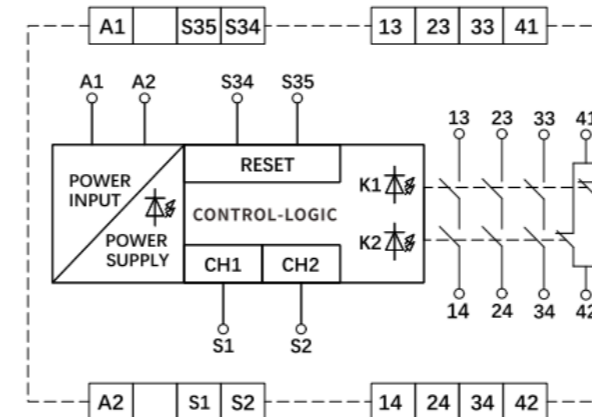 A1 S35 S34 13 23 33 41
A1 A2 S34 S35
13 23 33 41
RESET
POWER INPUT
K1
CONTROL-LOGIC
POWER SUPPLY
K2
CH1 CH2
14 24 34 42
S1 S2
A2 S1 S2 14 24 34 42